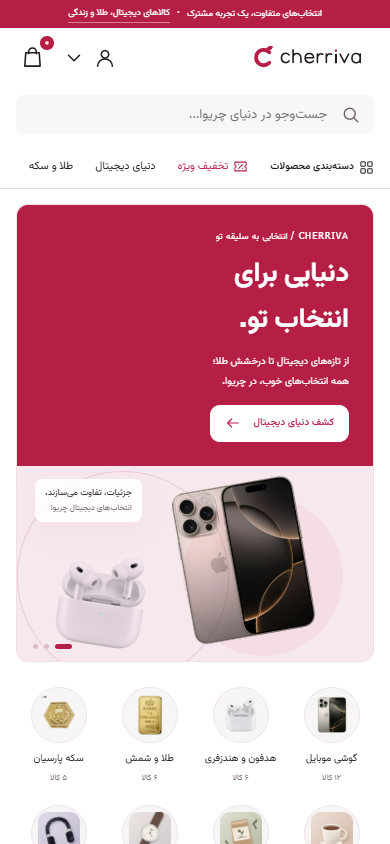 انتخاب‌های متفاوت، یک تجربه مشترک • کالاهای دیجیتال، طلا و زندگی
cherriva
جست‌وجو در دنیای چریوا...
دسته‌بندی محصولات
تخفیف ویژه
دنیای دیجیتال
طلا و سکه
CHERRIVA / انتخابی به سلیقه تو
دنیایی برای
انتخاب تو.
از تازه‌های دیجیتال تا درخشش طلا؛
همه انتخاب‌های خوب، در چریوا.
کشف دنیای دیجیتال
جزئیات، تفاوت می‌سازند.
انتخاب‌های دیجیتال چریوا
گوشی موبایل
۱۲ کالا
هدفون و هندزفری
۶ کالا
طلا و شمش
۶ کالا
سکه پارسیان
۵ کالا